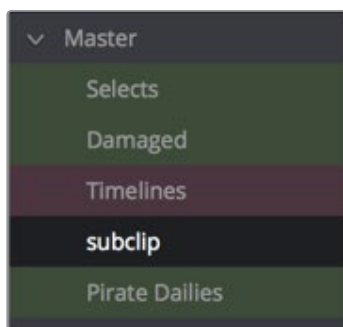 Master
Selects
Damaged
Timelines
subclip
Pirate Dailies